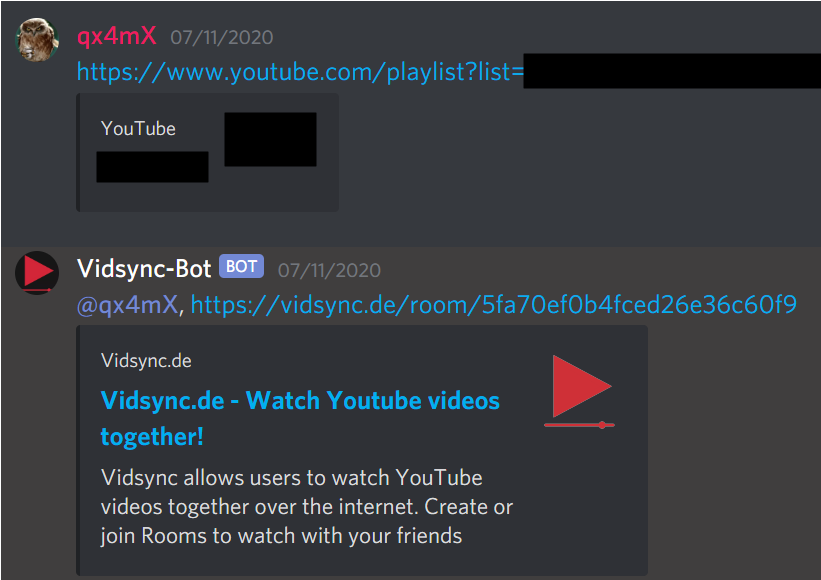 qx4mX 07/11/2020
https://www.youtube.com/playlist?list=
YouTube
Vidsync-Bot BOT 07/11/2020
@qx4mX, https://vidsync.de/room/5fa70ef0b4fced26e36c60f9
Vidsync.de
Vidsync.de - Watch Youtube videos
together!
Vidsync allows users to watch YouTube
videos together over the internet. Create or
join Rooms to watch with your friends